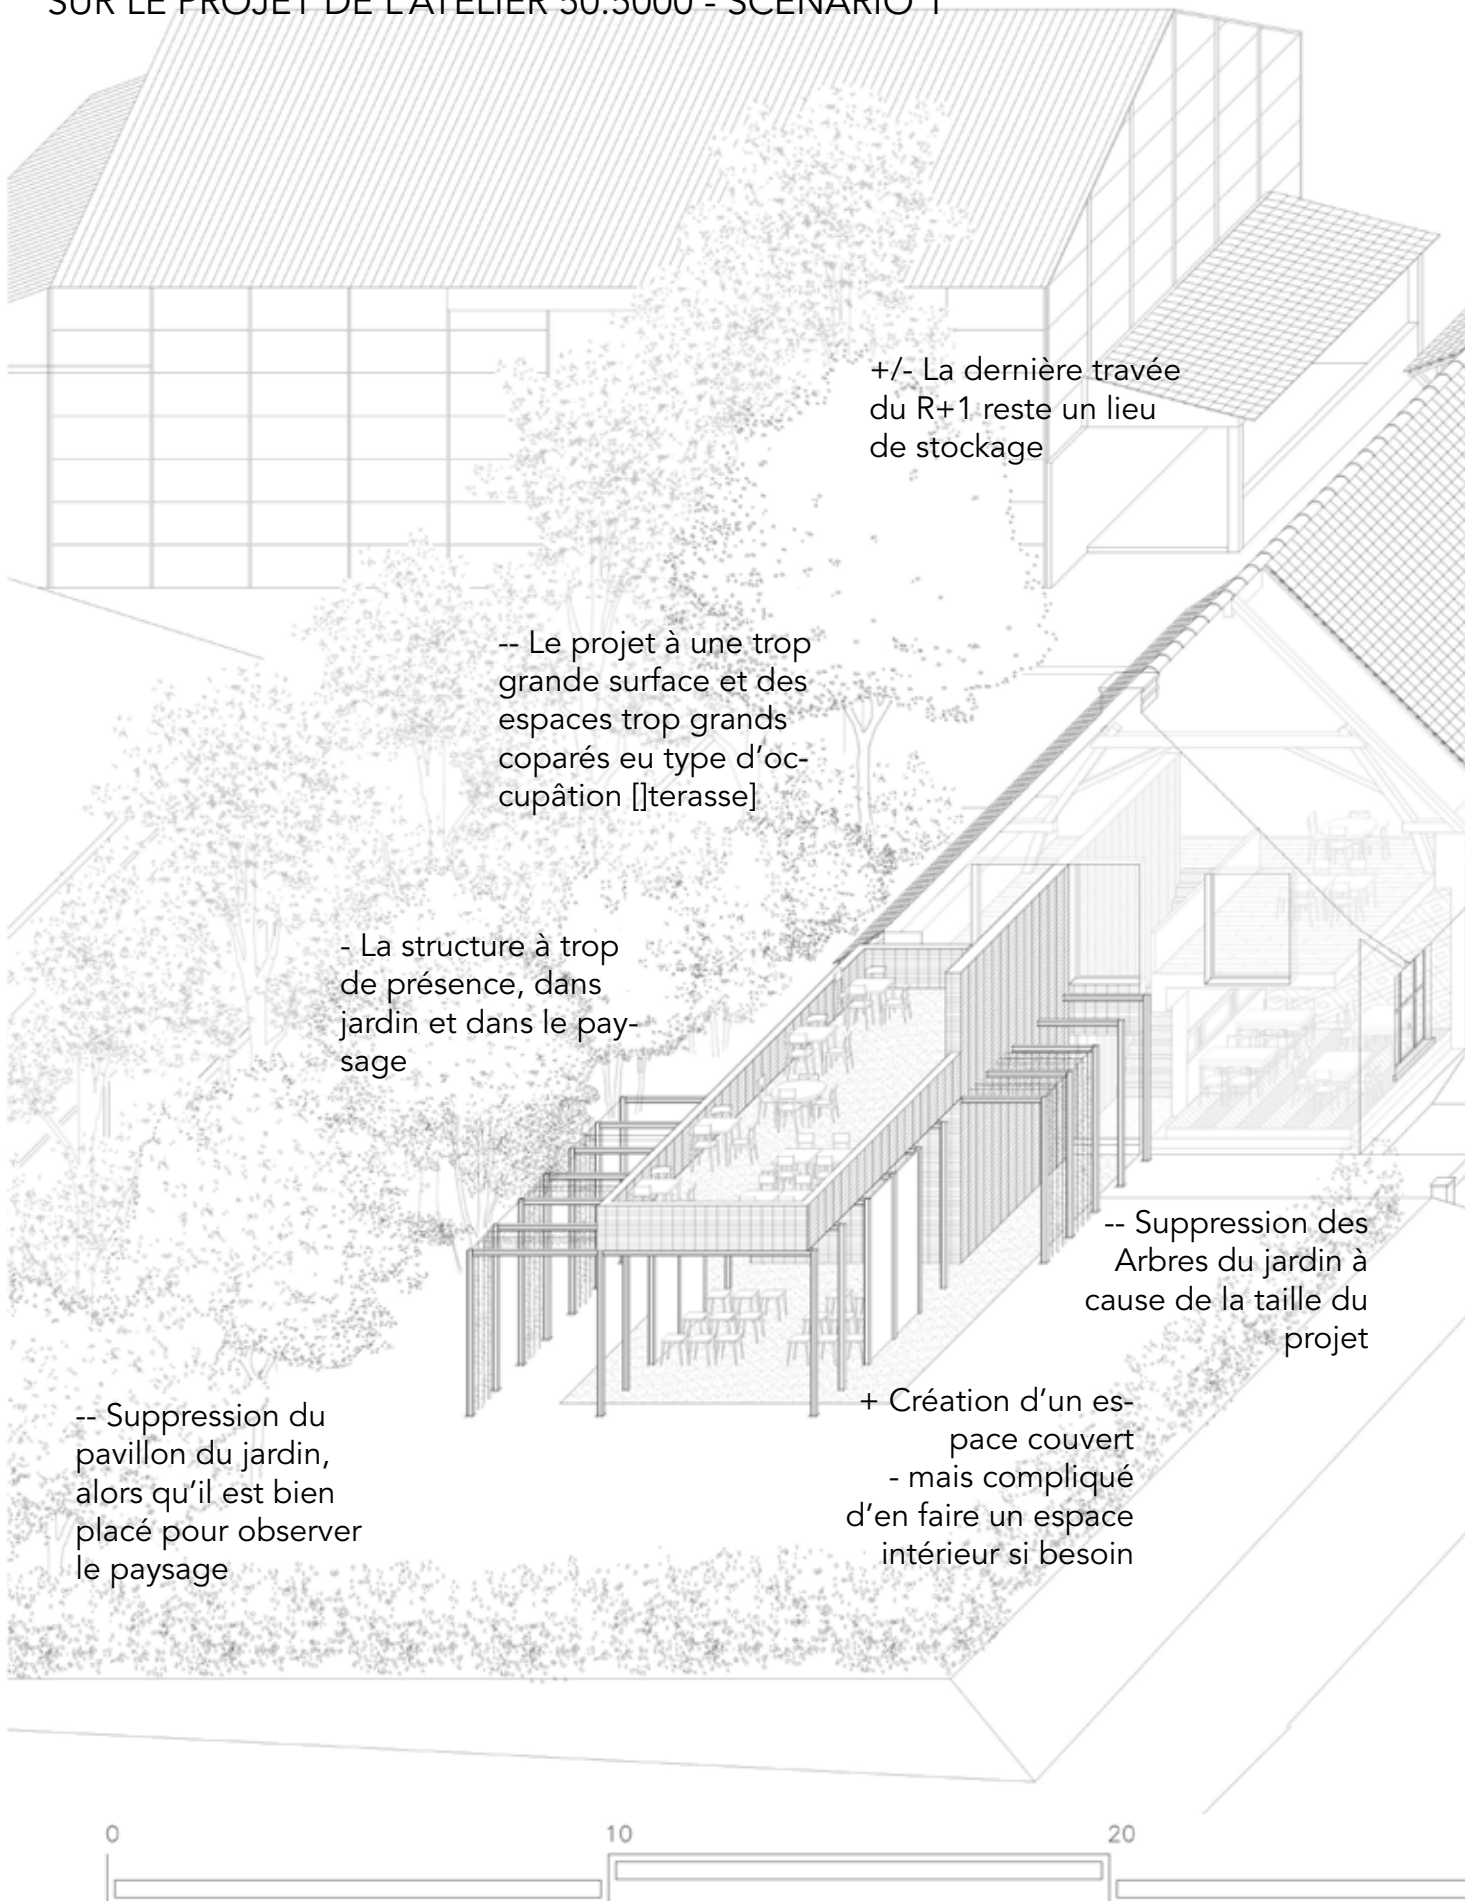 SUR LE PROJET DE L'ATELIER 50.5000 - SCENARIO 1
+/- La dernière travée
du R+1 reste un lieu
de stockage
-- Le projet à une trop
grande surface et des
espaces trop grands
coparés eu type d'oc-
cupâtion []terasse]
- La structure à trop
de présence, dans
jardin et dans le pay-
sage
-- Suppression des
Arbres du jardin à
cause de la taille du
projet
+ Création d'un es-
pace couvert
- mais compliqué
d'en faire un espace
intérieur si besoin
-- Suppression du
pavillon du jardin,
alors qu'il est bien
placé pour observer
le paysage
0 10 20